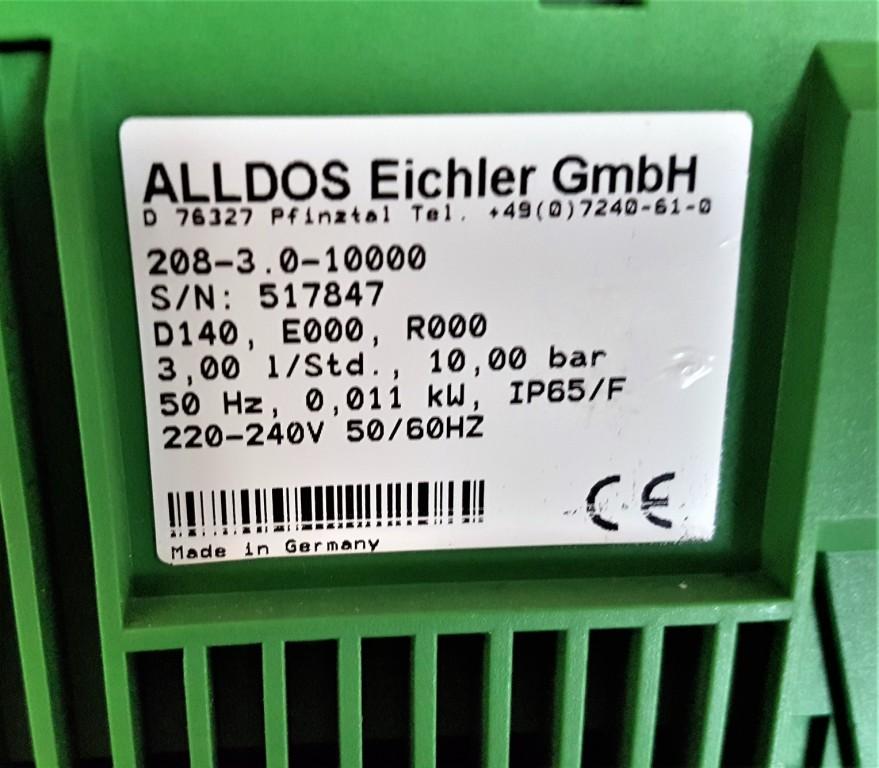 ALLDOS Eichler GmbH
D 76327 Pfinztal Tel. +49(0)7240-61-0
208-3.0-10000
S/N: 517847
D140, E000, R000
3,00 l/Std., 10,00 bar
50 Hz, 0,011 kW, IP65/F
220-240V 50/60HZ
CE
Made in Germany